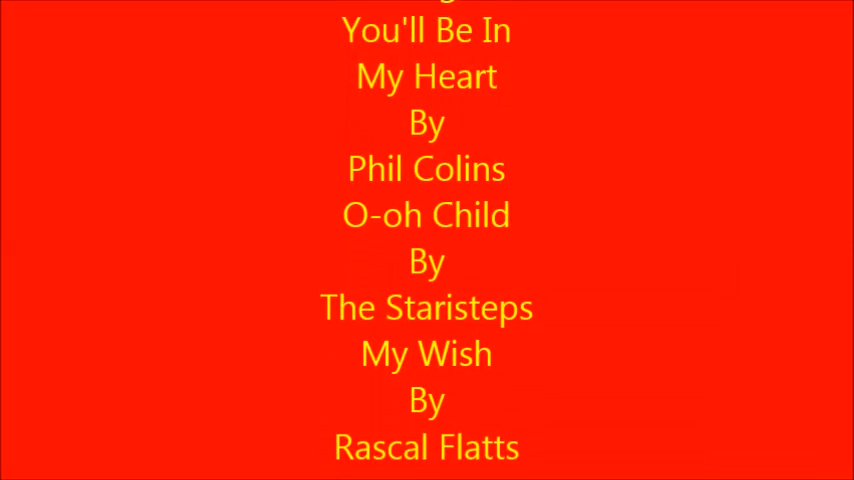 You'll Be In
My Heart
By
Phil Colins
O-oh Child
By
The Staristeps
My Wish
By
Rascal Flatts